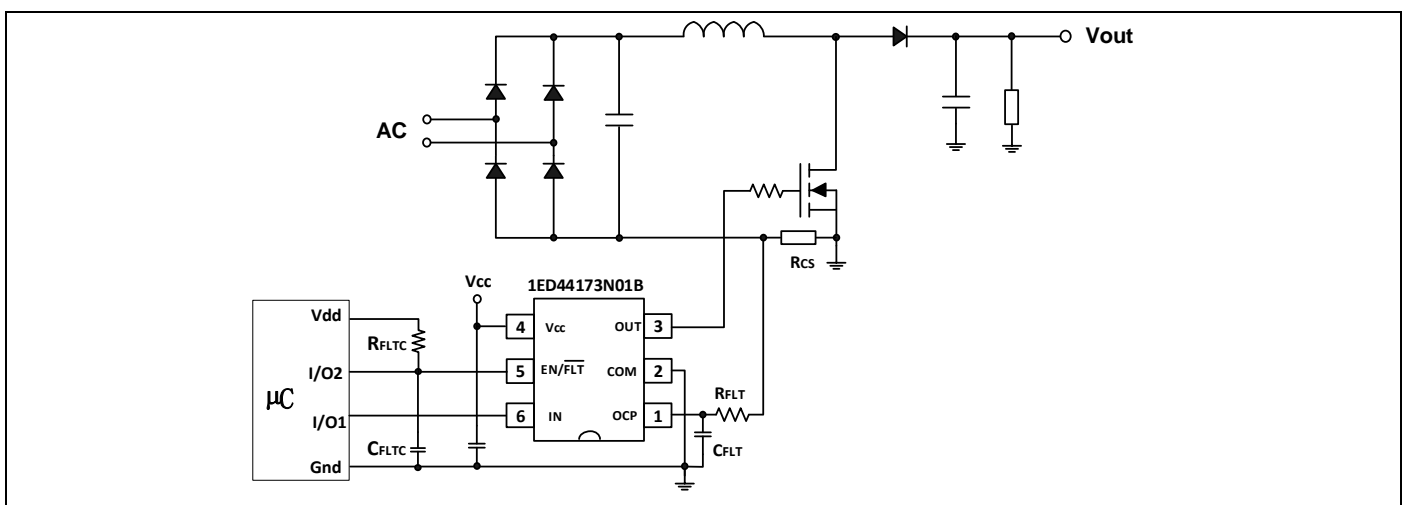 Vout
AC
RCS
Vcc
1ED44173N01B
Vdd
4 Vcc OUT 3
RFLTC
I/O2
5 EN/FLT COM 2
μC
RFLT
I/O1
6 IN OCP 1
CFLTC
CFLT
Gnd